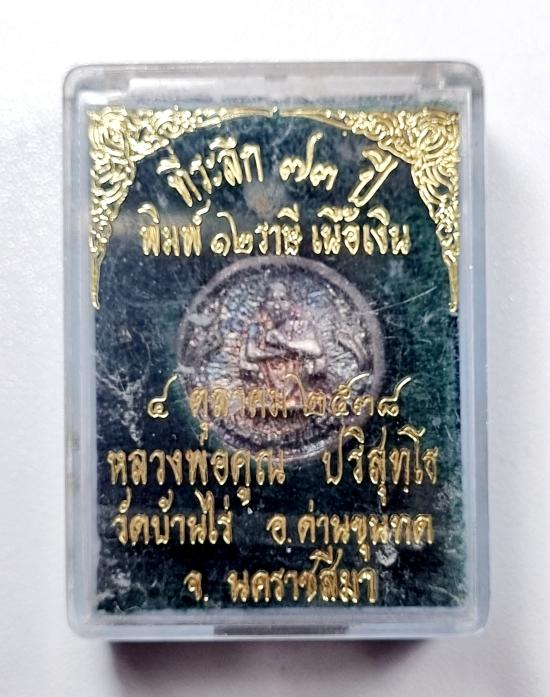 ที่ระลึก ๗๓ ปี
พิมพ์ ๑๒ราษี เนื้อเงิน
๔ ตุลาคม ๒๕๓๘
หลวงพ่อคูณ ปริสุทฺโธ
วัดบ้านไร่ อ.ด่านขุนทด
จ. นครราชสีมา